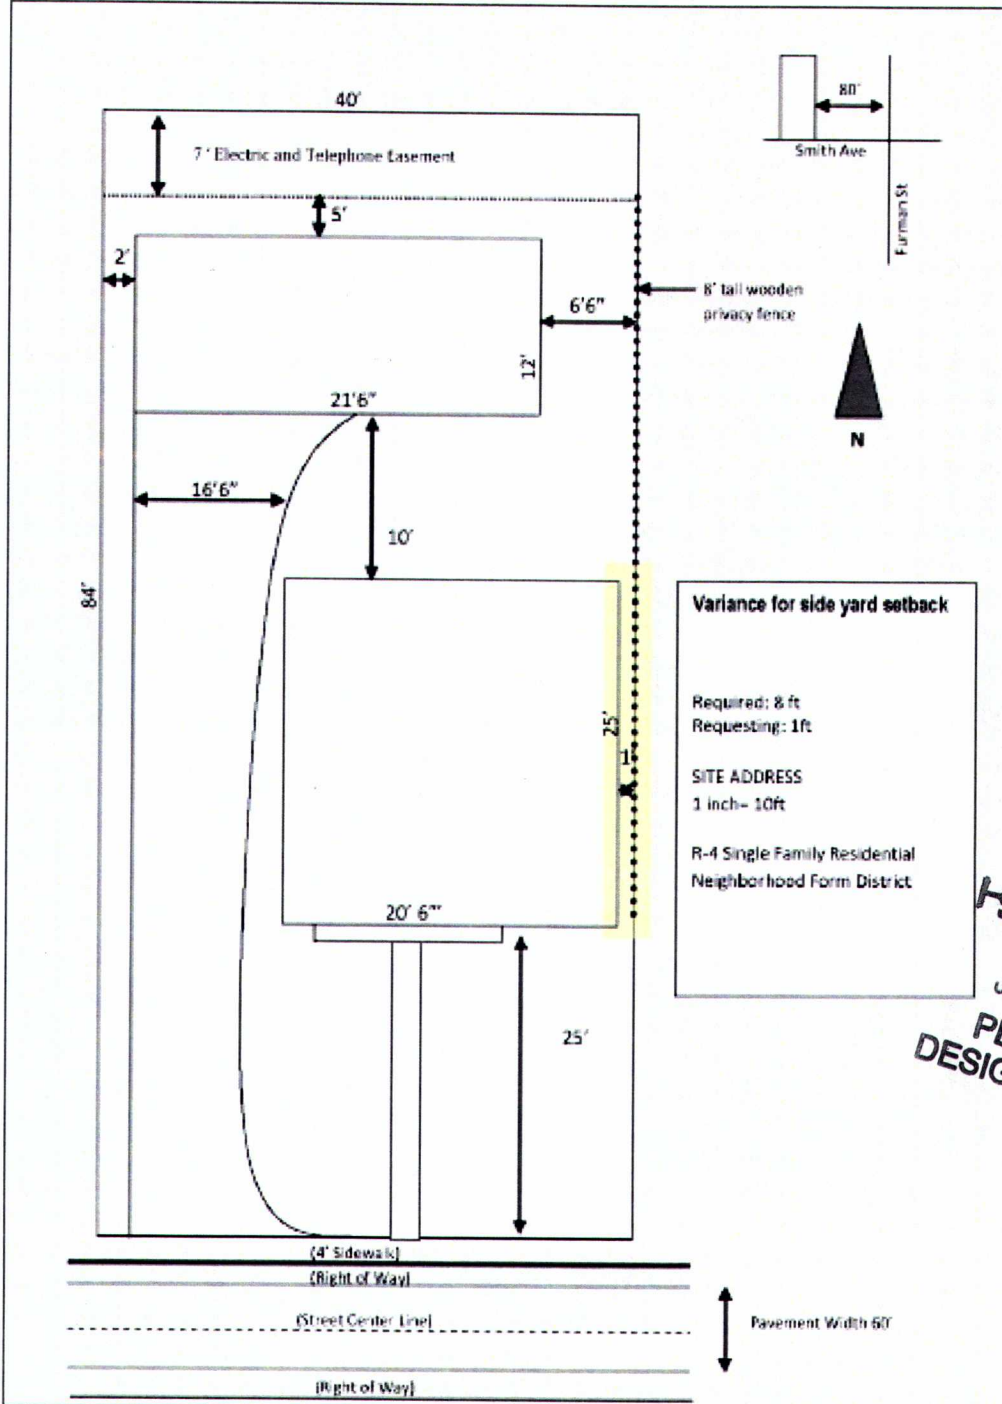 40'
7' Electric and Telephone Easement
5'
2'
6'6"
12'
21'6"
16'6"
10'
84'
25'
1'
20' 6'"
25'
80'
Smith Ave
Furman St
8' tall wooden
privacy fence
N
Variance for side yard setback
Required: 8 ft
Requesting: 1ft
SITE ADDRESS
1 inch= 10ft
R-4 Single Family Residential
Neighborhood Form District
DESIG
(4' Sidewalk)
(Right of Way)
(Street Center Line)
Pavement Width 60'
(Right of Way)